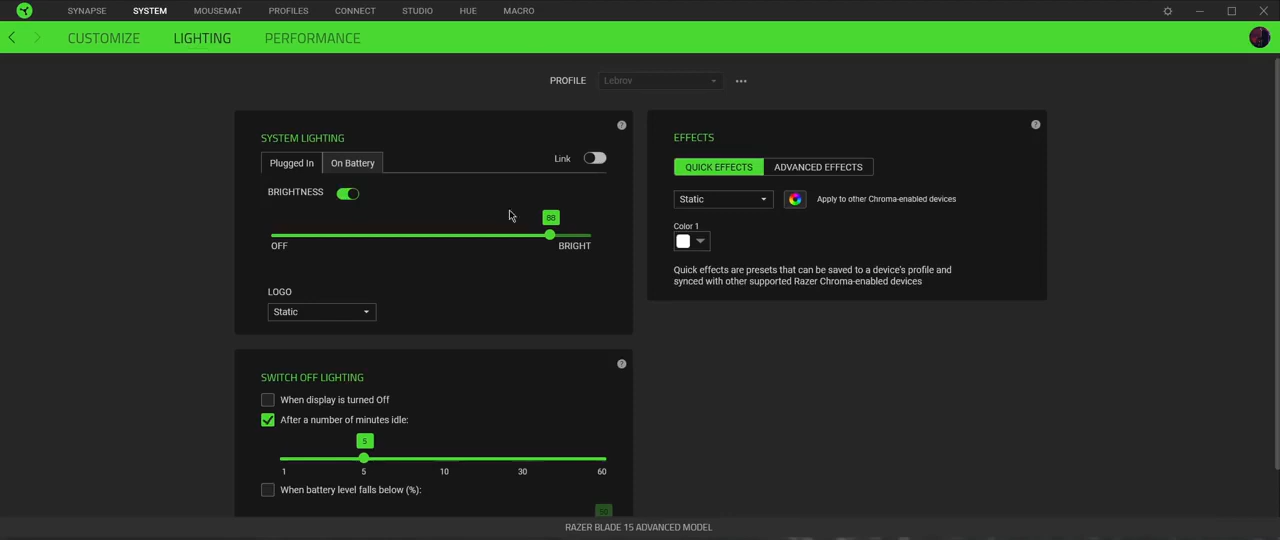 SYNAPSE SYSTEM MOUSEMAT PROFILES CONNECT STUDIO HUE MACRO
CUSTOMIZE LIGHTING PERFORMANCE
PROFILE Lebrov
SYSTEM LIGHTING
Plugged In On Battery Link
BRIGHTNESS
88
OFF BRIGHT
LOGO
Static
EFFECTS
QUICK EFFECTS ADVANCED EFFECTS
Static Apply to other Chroma-enabled devices
Color 1
Quick effects are presets that can be saved to a device's profile and
synced with other supported Razer Chroma-enabled devices
SWITCH OFF LIGHTING
When display is turned Off
After a number of minutes idle:
5
1 5 10 30 60
When battery level falls below (%):
50
RAZER BLADE 15 ADVANCED MODEL